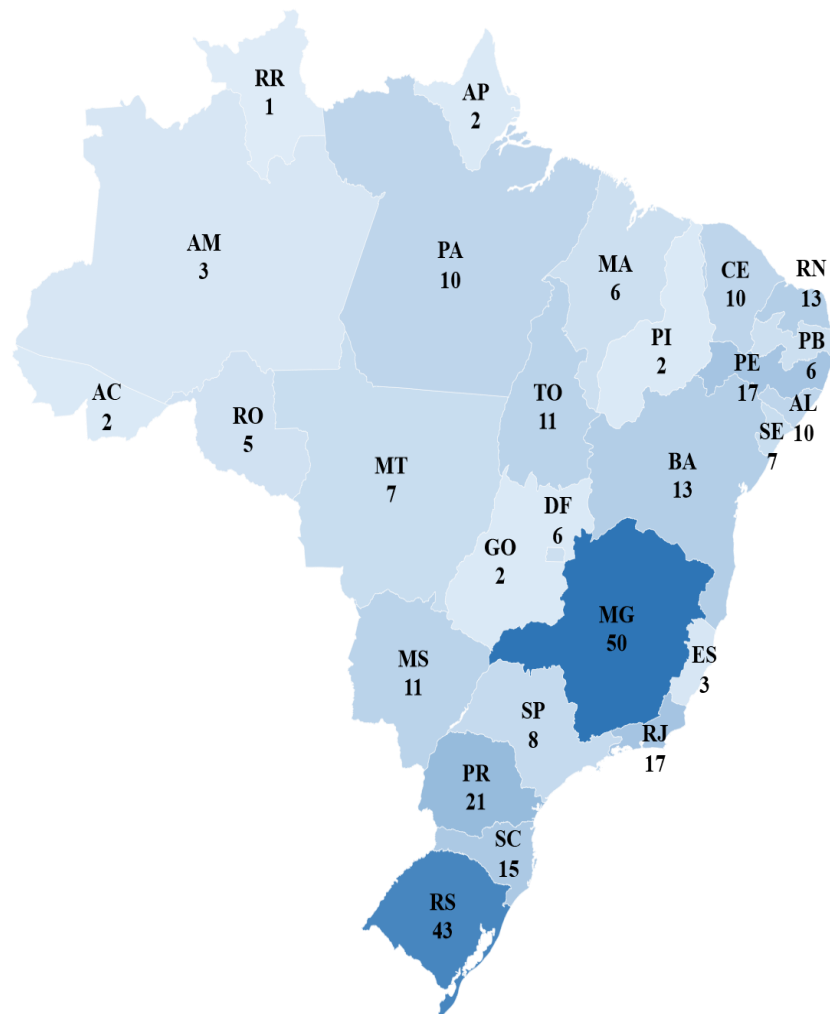 RR
1
AP
2
AM
3
PA
10
MA
6
CE
10
RN
13
PI
2
PB
6
PE
17
AC
2
RO
5
TO
11
AL
10
SE
7
MT
7
BA
13
DF
6
GO
2
MG
50
MS
11
ES
3
SP
8
RJ
17
PR
21
SC
15
RS
43